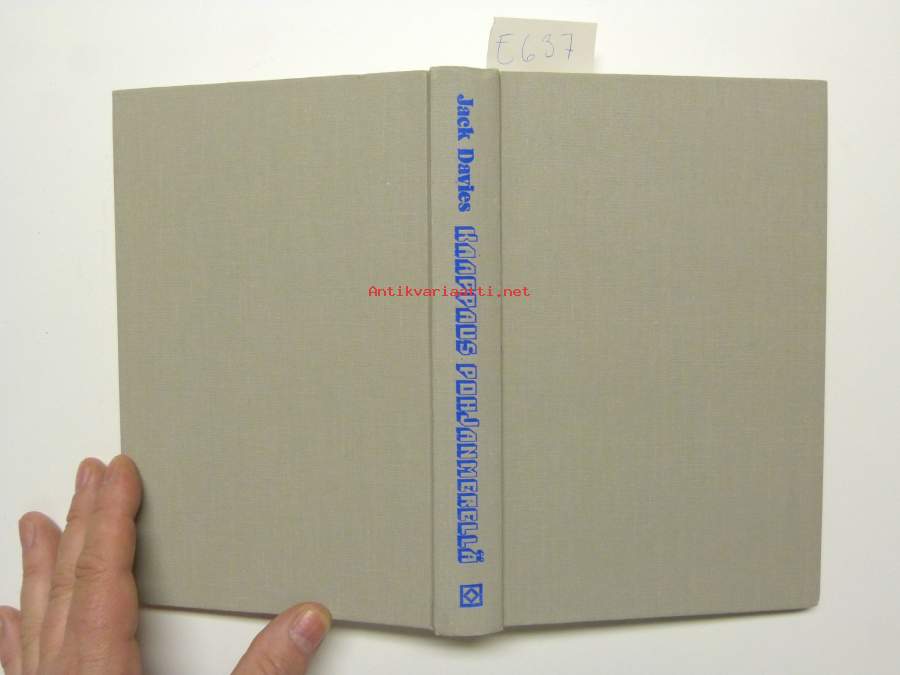 E637
Jack Davies KAAPPAUS POHJANMERELLÄ
Antikvariaatti.net